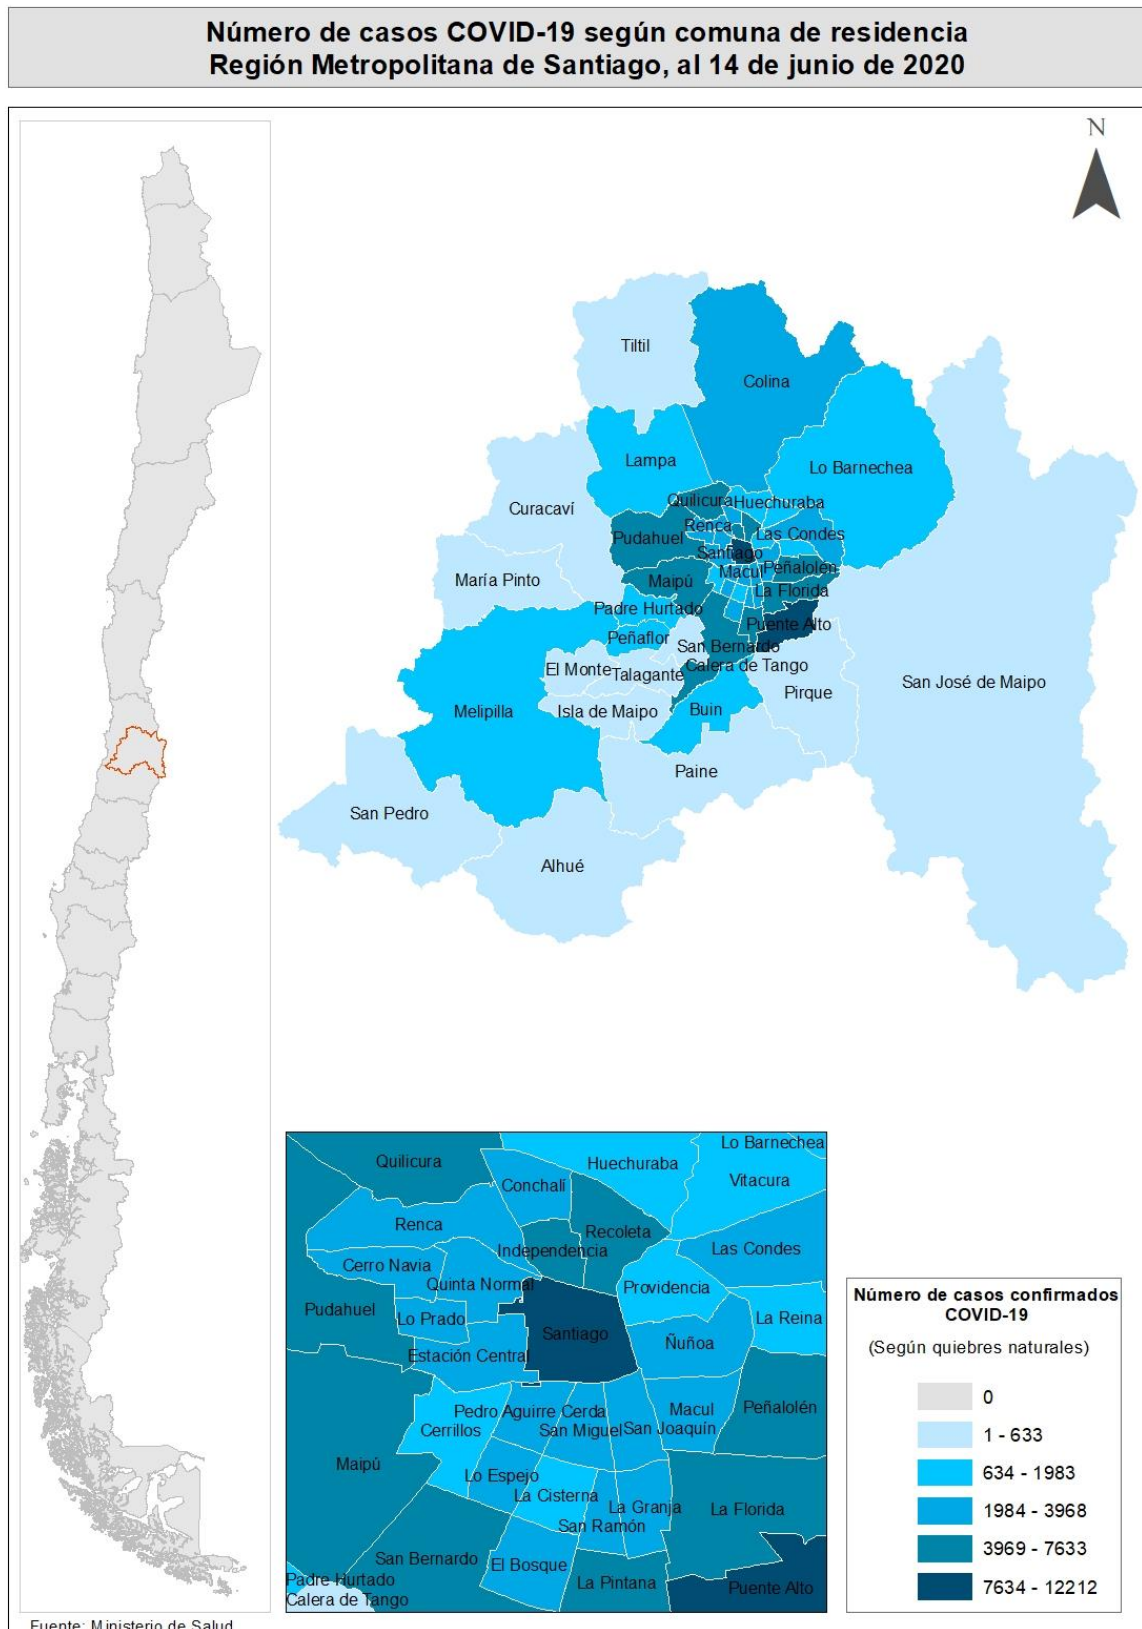 Número de casos COVID-19 según comuna de residencia
Región Metropolitana de Santiago, al 14 de junio de 2020
N
Tiltil
Colina
Lampa
Lo Barnechea
Curacaví
Quilicura
Huechuraba
Renca
Las Condes
Pudahuel
Santiago
Macul
Peñalolén
María Pinto
Maipú
La Florida
Padre Hurtado
Puente Alto
Peñaflor
San Bernardo
El Monte
Calera de Tango
Talagante
San José de Maipo
Pirque
Melipilla
Isla de Maipo
Buin
Paine
San Pedro
Alhué
Lo Barnechea
Quilicura
Huechuraba
Vitacura
Conchalí
Renca
Recoleta
Independencia
Las Condes
Cerro Navia
Quinta Normal
Providencia
Pudahuel
Lo Prado
La Reina
Santiago
Ñuñoa
Estación Central
Pedro Aguirre Cerda
Macul
Peñalolén
Cerrillos
San Miguel
San Joaquín
Maipú
Lo Espejo
La Cisterna
La Granja
La Florida
San Ramón
San Bernardo
El Bosque
La Pintana
Puente Alto
Padre Hurtado
Calera de Tango
Número de casos confirmados
COVID-19
(Según quiebres naturales)
0
1 - 633
634 - 1983
1984 - 3968
3969 - 7633
7634 - 12212
Fuente: Ministerio de Salud